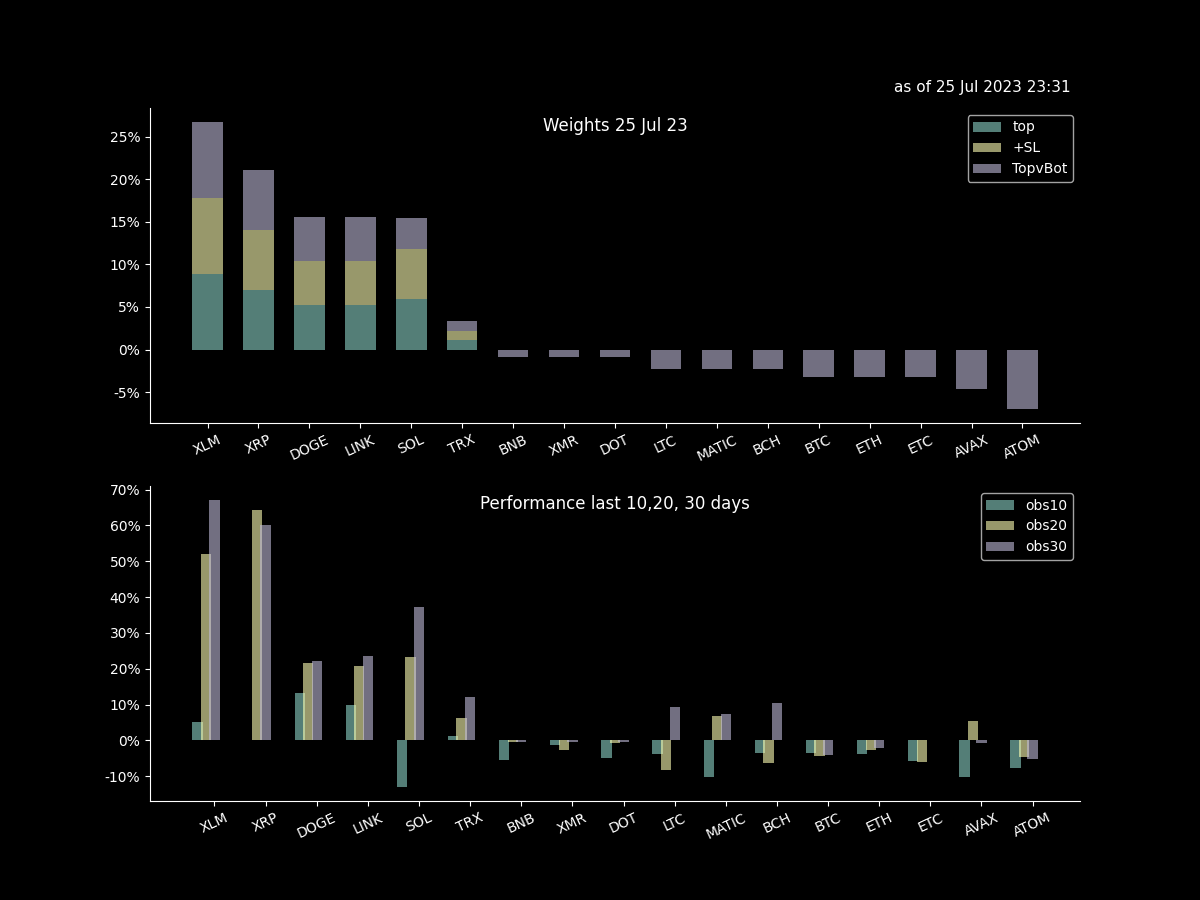 as of 25 Jul 2023 23:31
Weights 25 Jul 23
top
+SL
TopvBot
25%
20%
15%
10%
5%
0%
-5%
XLM XRP DOGE LINK SOL TRX BNB XMR DOT LTC MATIC BCH BTC ETH ETC AVAX ATOM
Performance last 10,20, 30 days
obs10
obs20
obs30
70%
60%
50%
40%
30%
20%
10%
0%
-10%
XLM XRP DOGE LINK SOL TRX BNB XMR DOT LTC MATIC BCH BTC ETH ETC AVAX ATOM